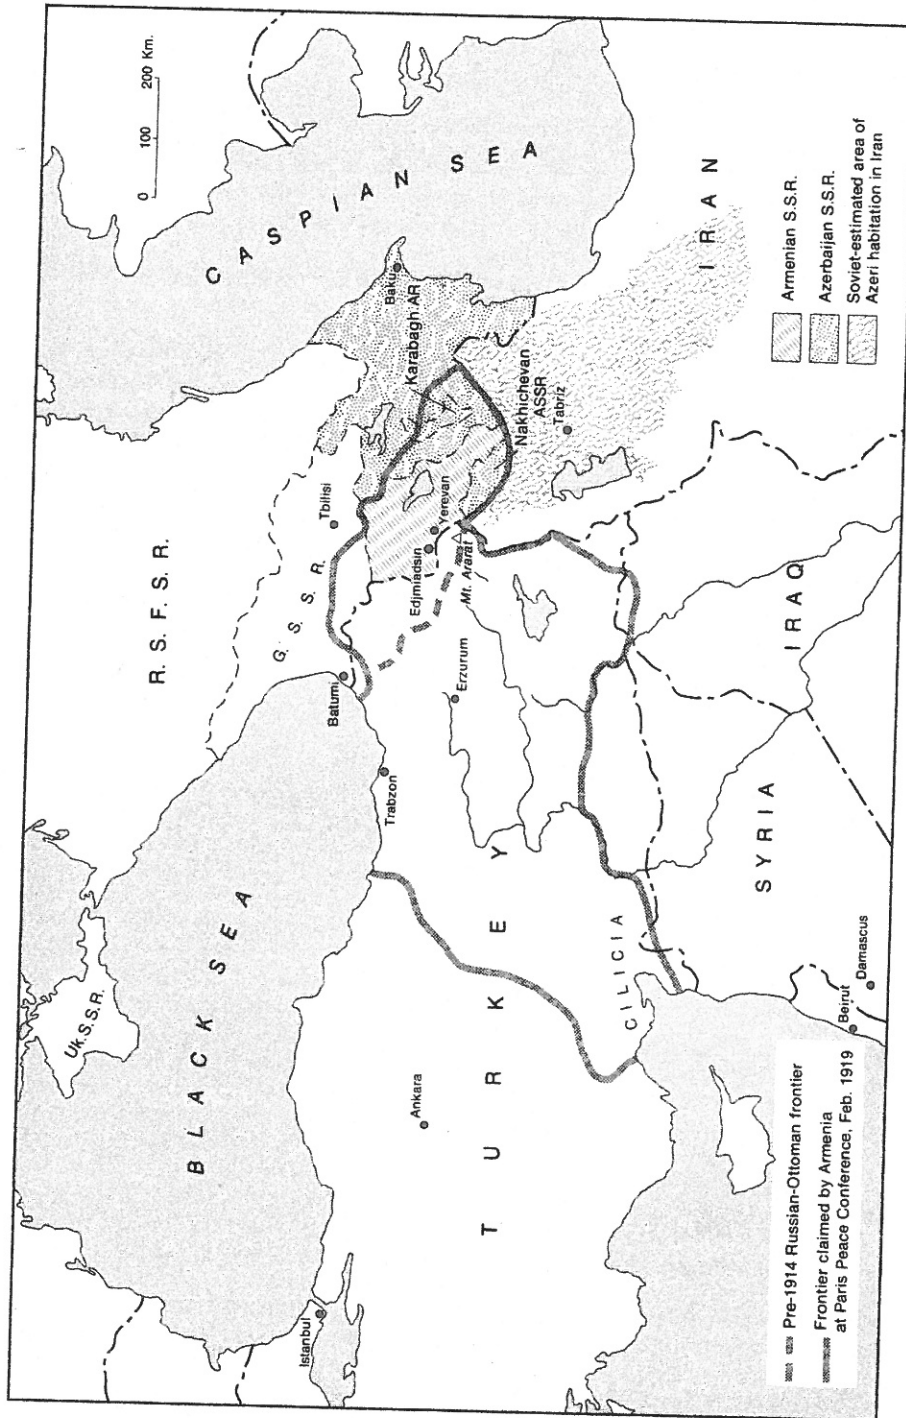 0 100 200 Km.
R. S. F. S. R.
Uk.S.S.R.
CASPIAN SEA
BLACK SEA
G. S. S. R.
Tbilisi
Batumi
Baku
Karabagh AR
Istanbul
Trabzon
Edjmiadsin
Yerevan
Mt. Ararat
Nakhichevan
ASSR
Erzurum
Ankara
Tabriz
TURKEY
IRAN
CILICIA
SYRIA
IRAQ
Beirut
Damascus
Pre-1914 Russian-Ottoman frontier
Frontier claimed by Armenia
at Paris Peace Conference, Feb. 1919
Armenian S.S.R.
Azerbaijan S.S.R.
Soviet-estimated area of
Azeri habitation in Iran